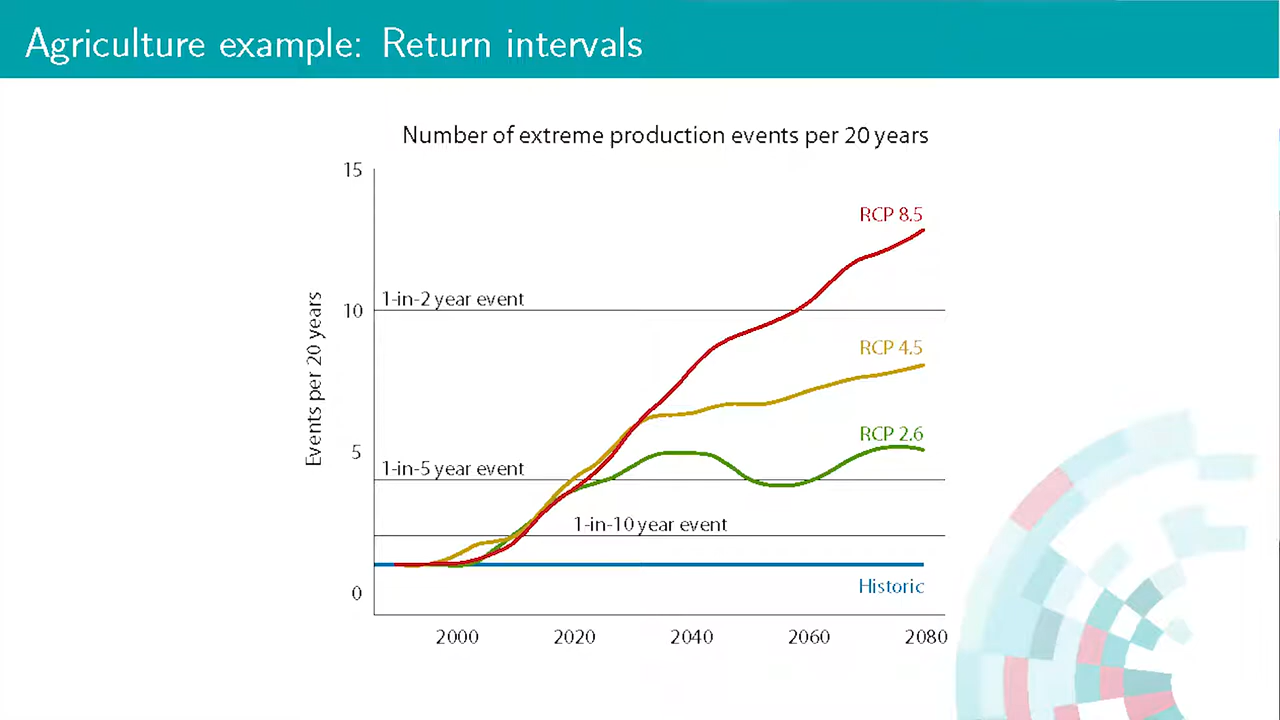 Agriculture example: Return intervals
Number of extreme production events per 20 years
15
RCP 8.5
1-in-2 year event
10
RCP 4.5
Events per 20 years
RCP 2.6
5
1-in-5 year event
1-in-10 year event
Historic
0
2000 2020 2040 2060 2080